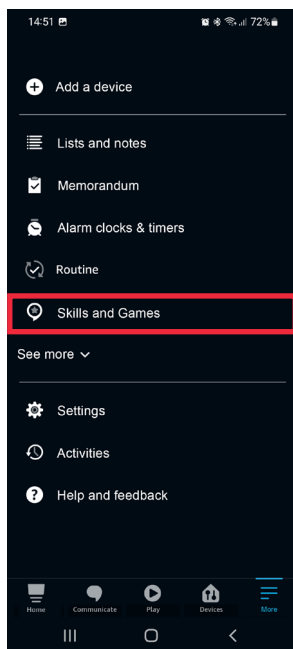 14:51 72%
Add a device
Lists and notes
Memorandum
Alarm clocks & timers
Routine
Skills and Games
See more
Settings
Activities
Help and feedback
Home Communicate Play Devices More